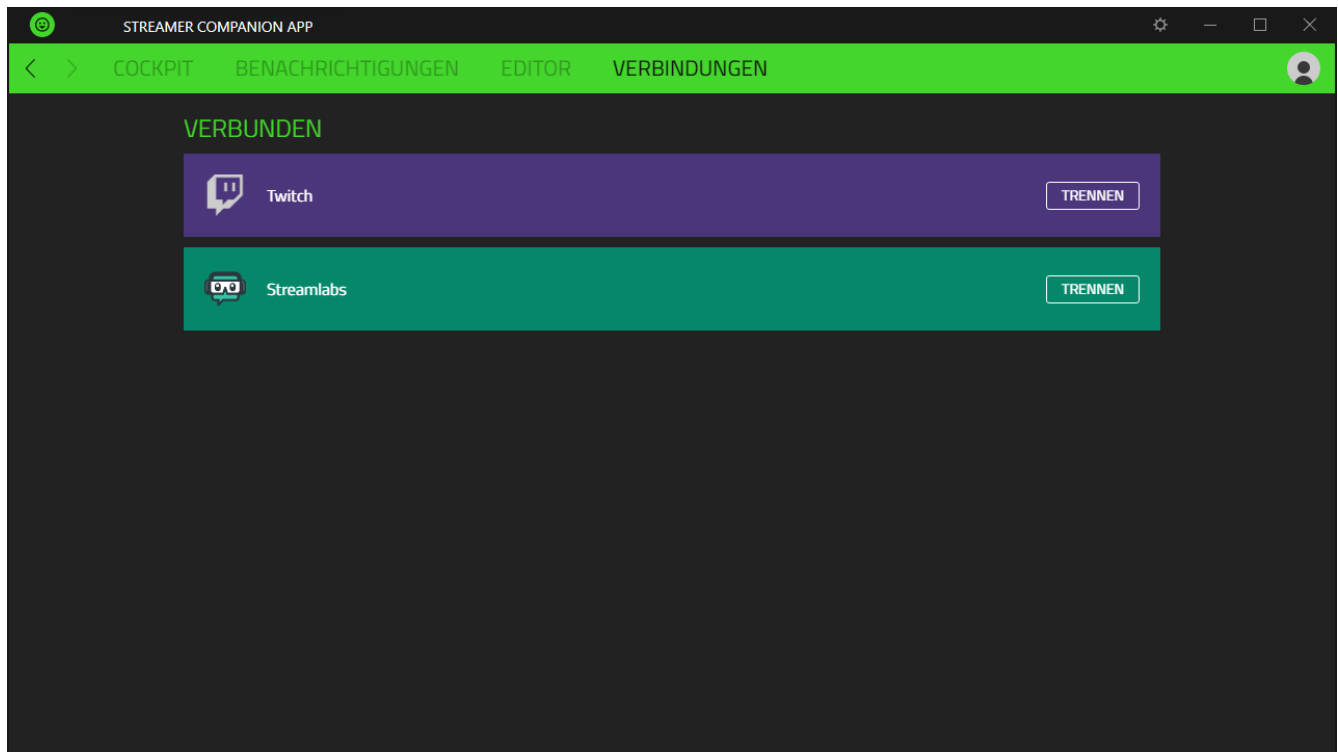 STREAMER COMPANION APP
COCKPIT BENACHRICHTIGUNGEN EDITOR VERBINDUNGEN
VERBUNDEN
Twitch TRENNEN
Streamlabs TRENNEN